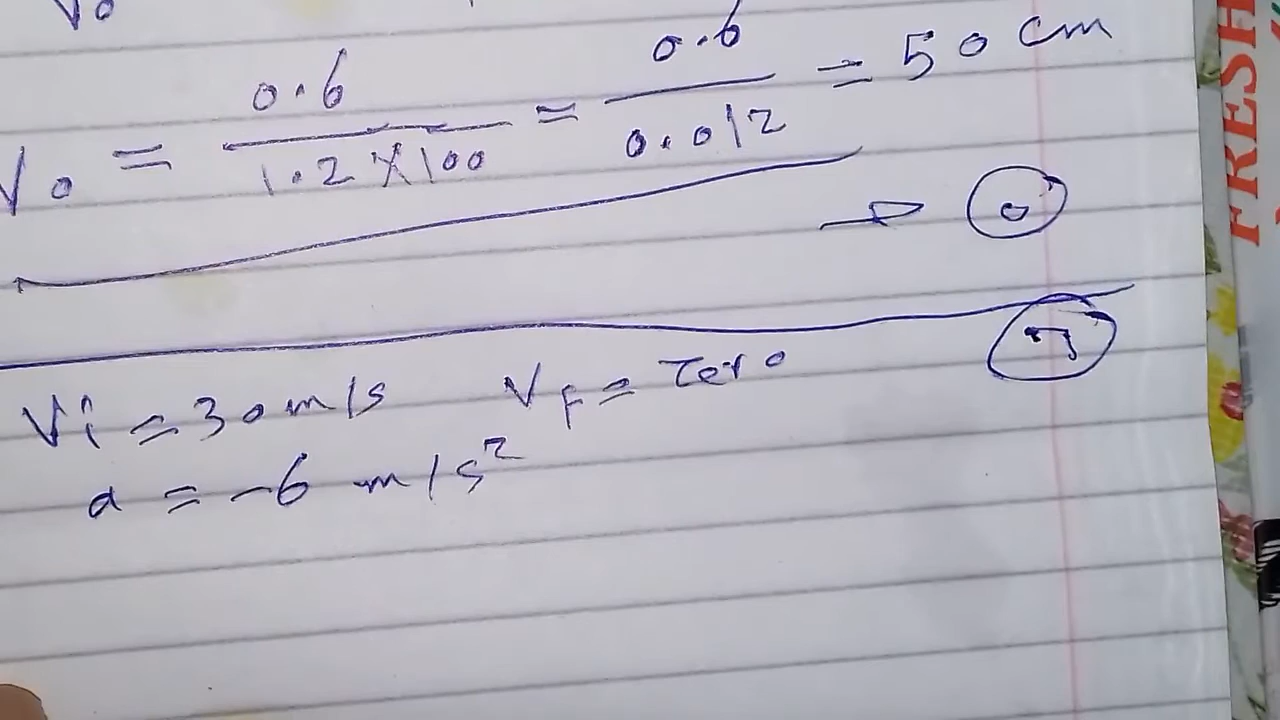 V₀
V₀ = 0.6 / 1.2 × 100 = 0.6 / 0.012 = 50 cm
Vi = 30 m/s VF = Zero
a = -6 m/s²
FRESH